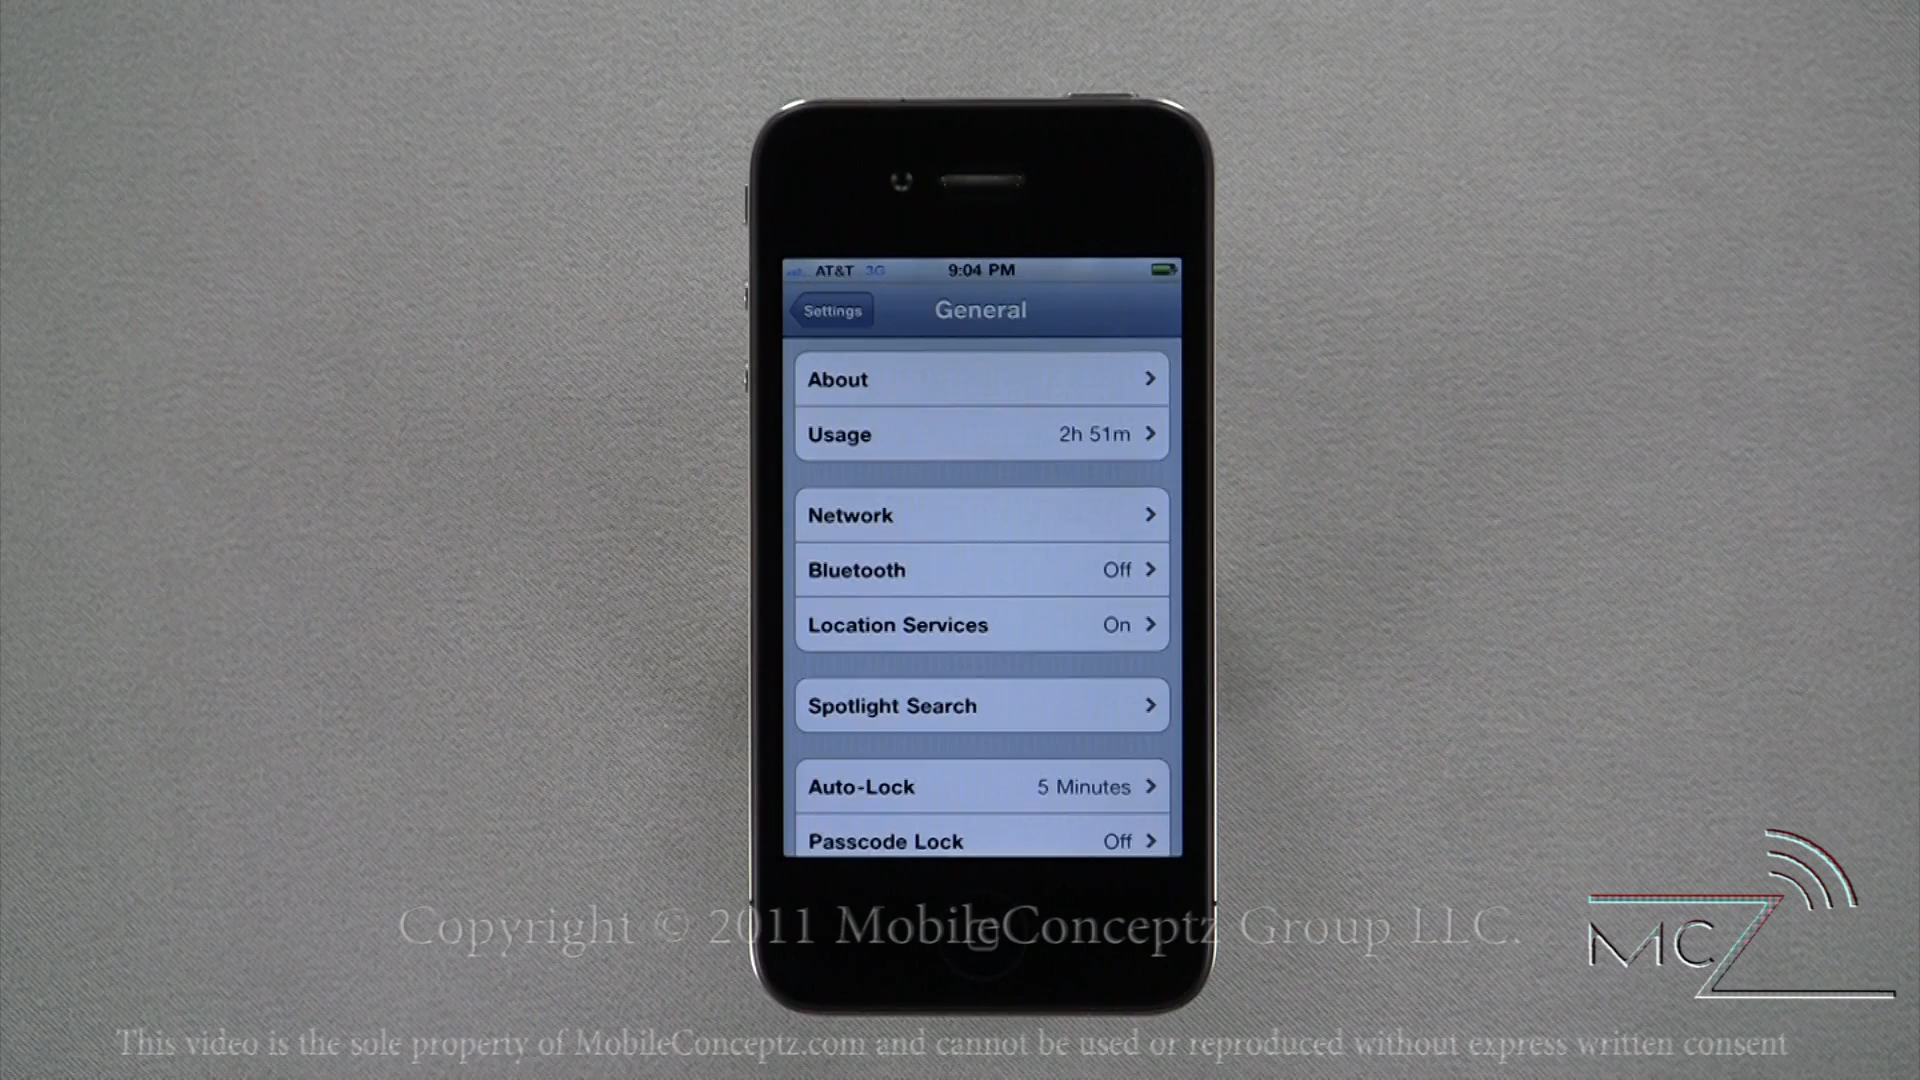 AT&T 3G 9:04 PM
Settings General
About
Usage 2h 51m
Network
Bluetooth Off
Location Services On
Spotlight Search
Auto-Lock 5 Minutes
Passcode Lock Off
Copyright © 2011 MobileConceptz Group LLC.
MCZ
This video is the sole property of MobileConceptz.com and cannot be used or reproduced without express written consent